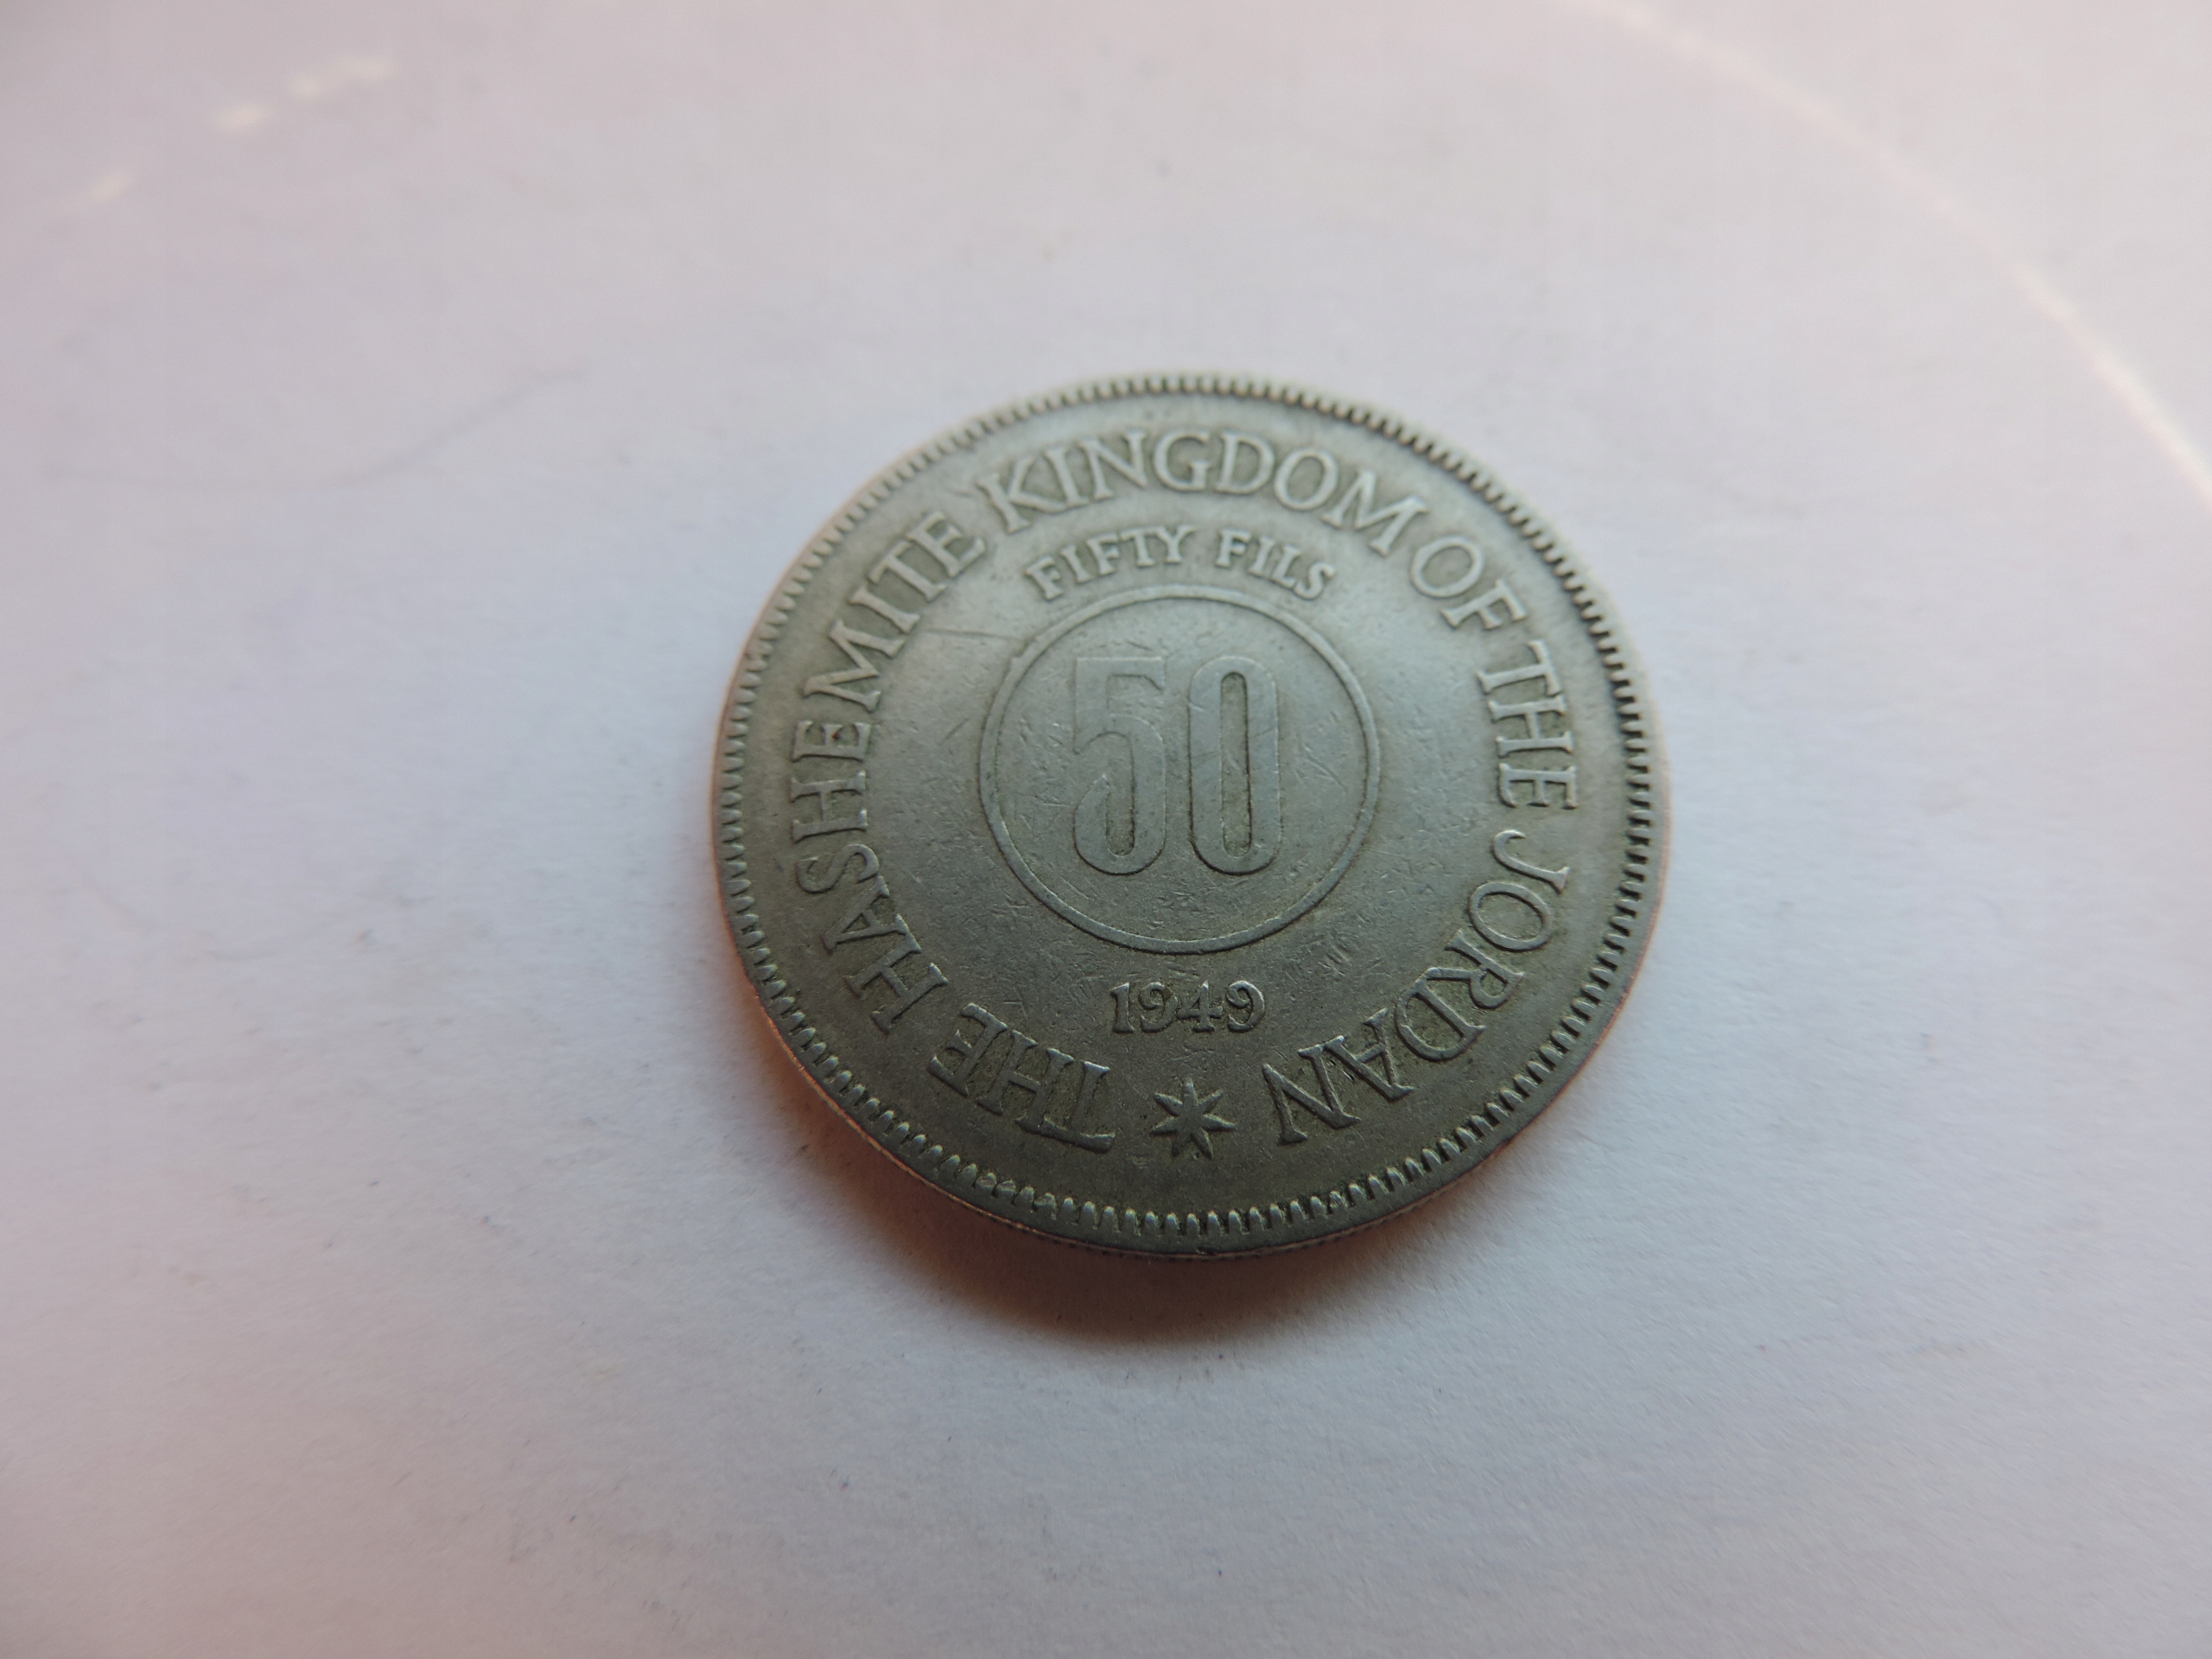 THE HASHEMITE KINGDOM OF THE JORDAN
FIFTY FILS
50
1949